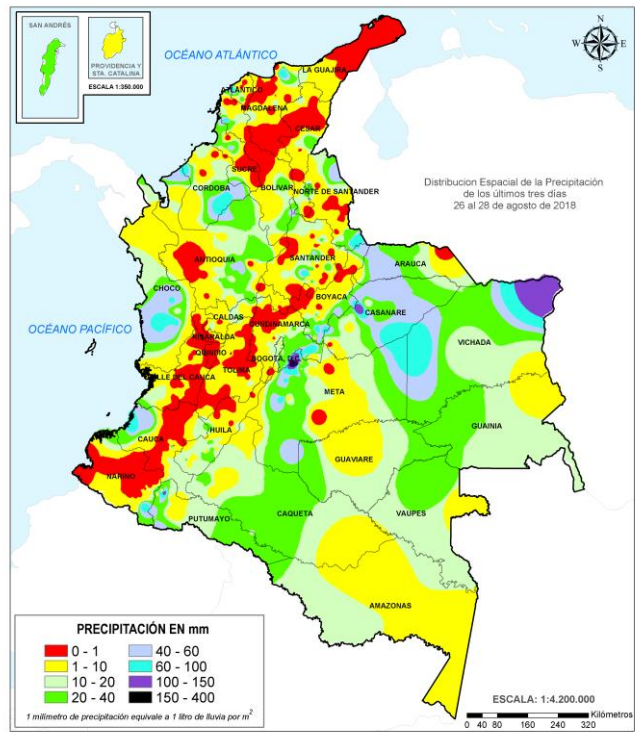 SAN ANDRÉS
PROVIDENCIA Y
STA. CATALINA
ESCALA 1:350.000
OCÉANO ATLÁNTICO
N
W
E
S
LA GUAJIRA
ATLÁNTICO
MAGDALENA
CESAR
SUCRE
CORDOBA
BOLIVAR
NORTE DE SANTANDER
Distribucion Espacial de la Precipitación
de los últimos tres días
26 al 28 de agosto de 2018
ANTIOQUIA
SANTANDER
ARAUCA
CHOCO
BOYACA
CASANARE
CALDAS
CUNDINAMARCA
OCÉANO PACÍFICO
RISARALDA
VICHADA
QUINDIO
BOGOTÁ, D.C.
TOLIMA
VALLE DEL CAUCA
META
HUILA
GUAINIA
CAUCA
GUAVIARE
NARIÑO
PUTUMAYO
CAQUETA
VAUPES
AMAZONAS
PRECIPITACIÓN EN mm
0 - 1
40 - 60
1 - 10
60 - 100
10 - 20
100 - 150
20 - 40
150 - 400
1 milimetro de precipitación equivale a 1 litro de lluvia por m²
ESCALA: 1:4.200.000
Kilómetros
0 40 80 160 240 320